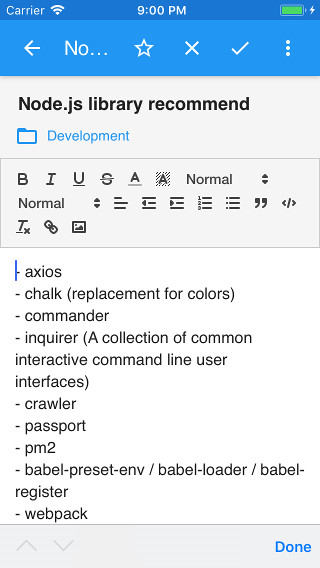 Carrier 9:00 PM
No...
Node.js library recommend
Development
B I U S A A Normal
Normal
- axios
- chalk (replacement for colors)
- commander
- inquirer (A collection of common
interactive command line user
interfaces)
- crawler
- passport
- pm2
- babel-preset-env / babel-loader / babel-
register
- webpack
Done